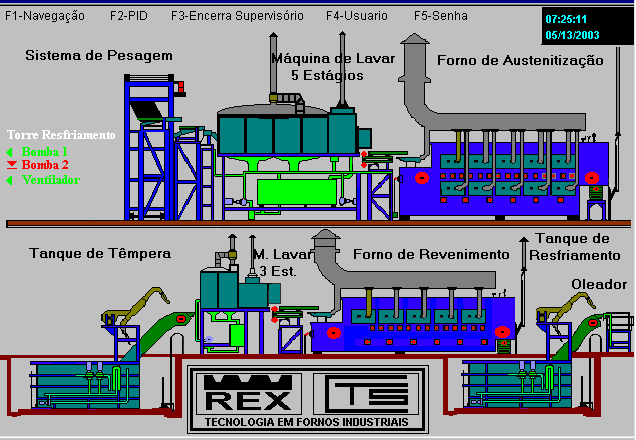 F1-Navegação F2-PID F3-Encerra Supervisório F4-Usuario F5-Senha
07:25:11
05/13/2003
Sistema de Pesagem
Máquina de Lavar
5 Estágios
Forno de Austenitização
Torre Resfriamento
Bomba 1
Bomba 2
Ventilador
Tanque de Têmpera
M. Lavar
3 Est.
Forno de Revenimento
Tanque de
Resfriamento
Oleador
REX
CTS
TECNOLOGIA EM FORNOS INDUSTRIAIS